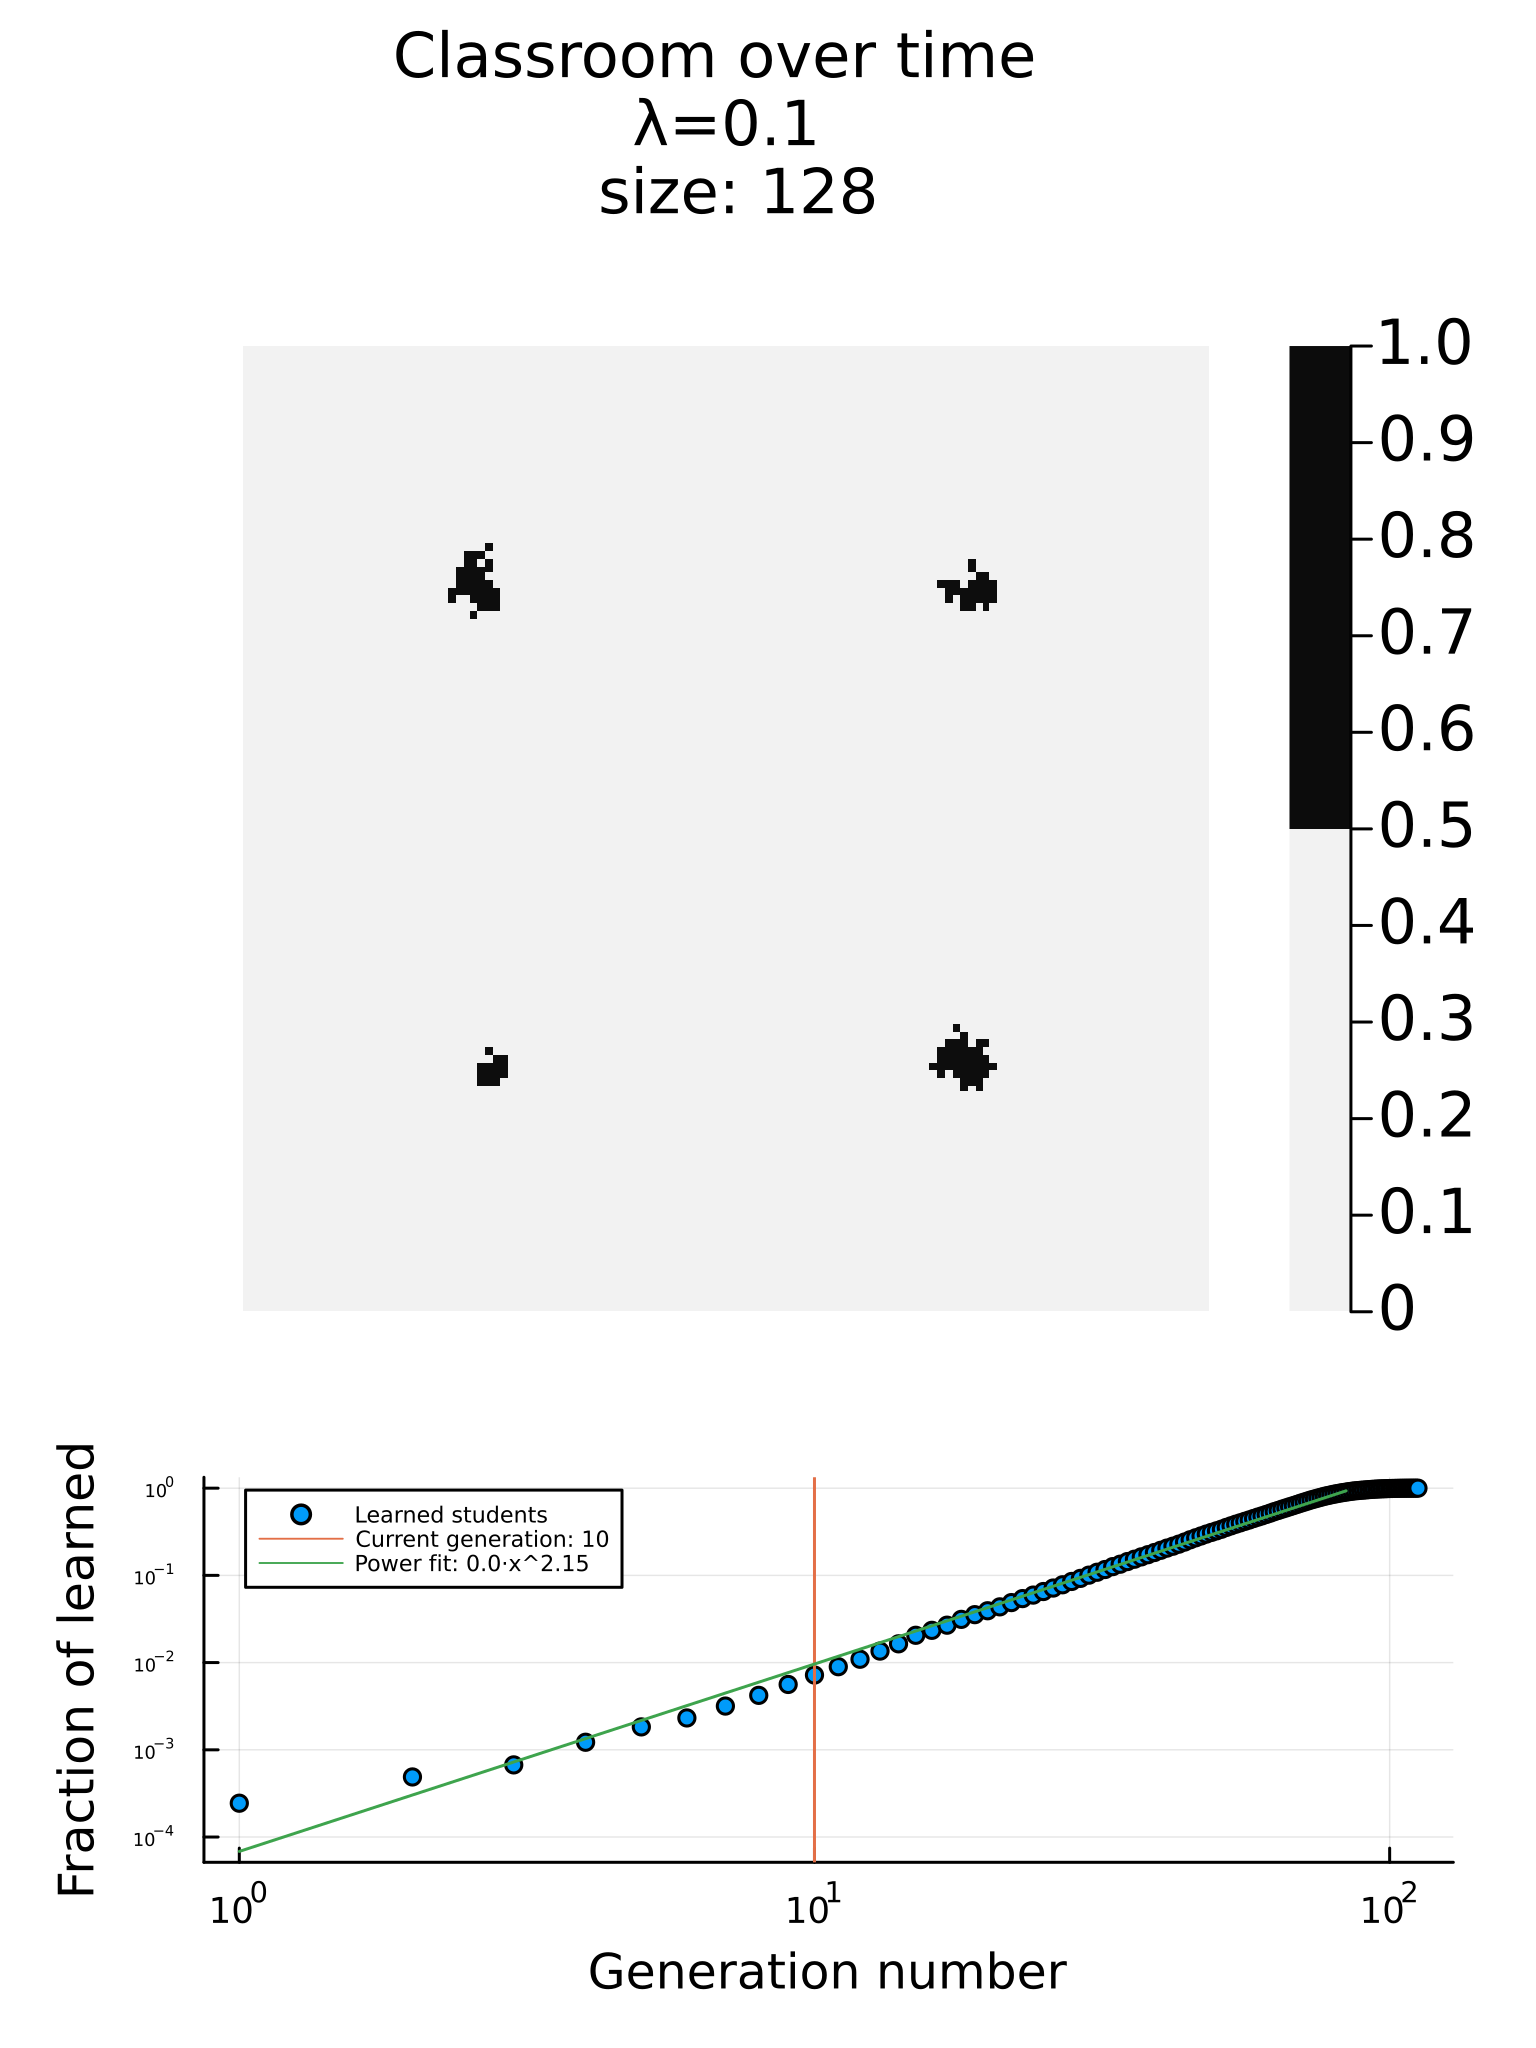 Classroom over time
λ=0.1
size: 128
1.0
0.9
0.8
0.7
0.6
0.5
0.4
0.3
0.2
0.1
0
Fraction of learned
10^0
10^-1
10^-2
10^-3
10^-4
Learned students
Current generation: 10
Power fit: 0.0·x^2.15
10^0
10^1
10^2
Generation number